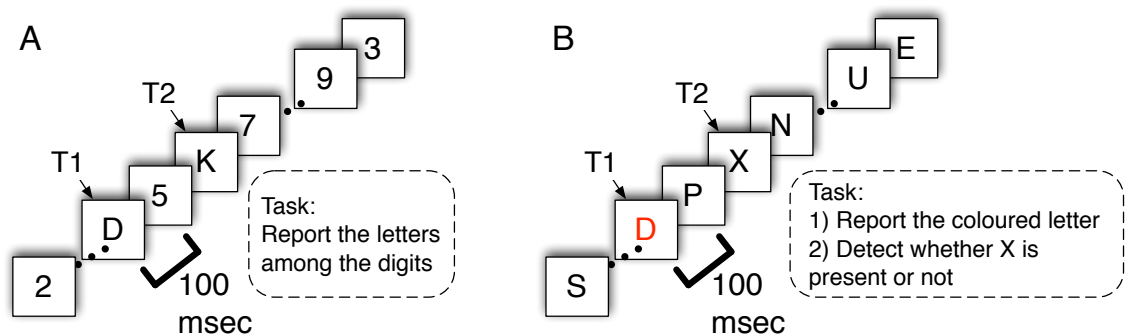 A
3
9
T2
7
K
T1
5
D
2
100
msec
Task:
Report the letters
among the digits
B
E
U
T2
N
X
T1
P
D
S
100
msec
Task:
1) Report the coloured letter
2) Detect whether X is
present or not